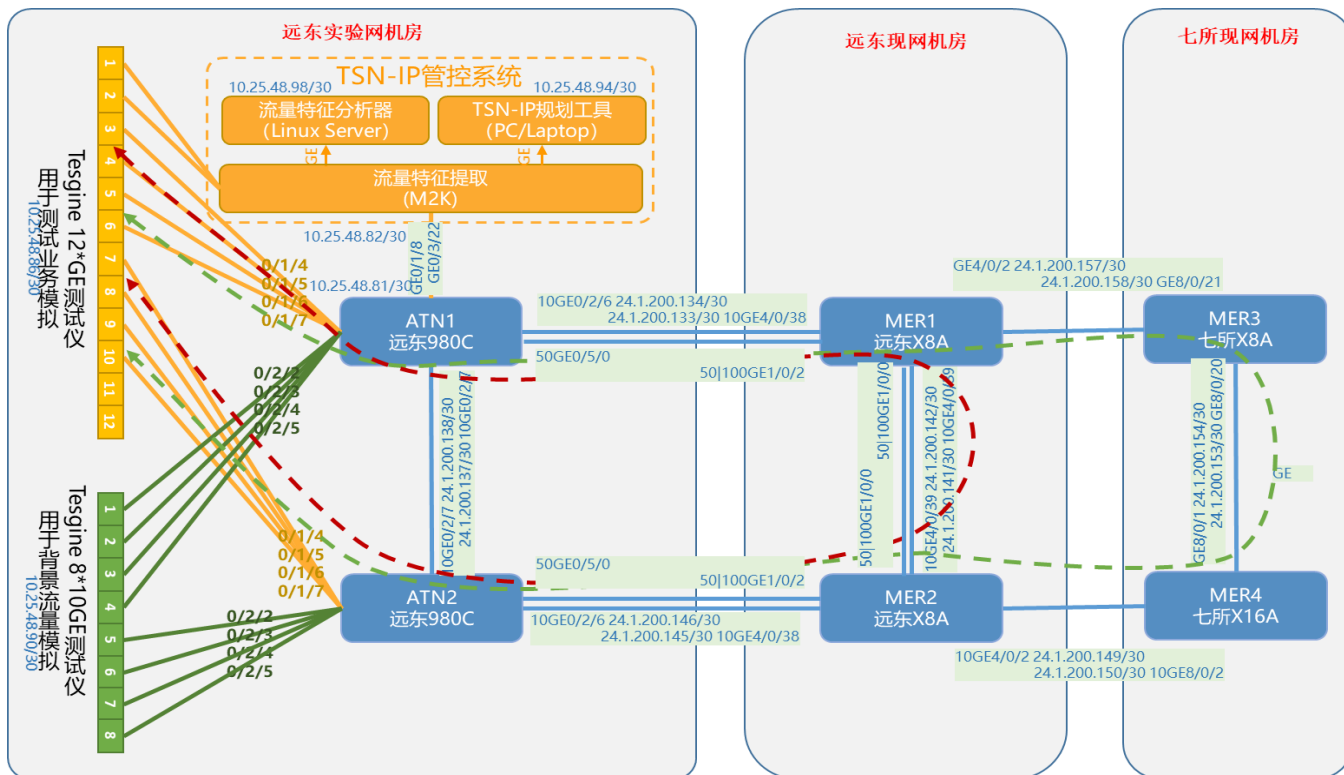 远东实验网机房
远东现网机房
七所现网机房
TSN-IP管控系统
10.25.48.98/30
10.25.48.94/30
流量特征分析器
(Linux Server)
TSN-IP规划工具
(PC/Laptop)
GE
GE
流量特征提取
(M2K)
10.25.48.82/30
GE0/1/8
GE0/3/22
10.25.48.81/30
1
2
3
4
5
6
7
8
9
10
11
12
Tesgine 12*GE测试仪
用于测试业务模拟
10.25.48.86/30
0/1/4
0/1/5
0/1/6
0/1/7
ATN1
远东980C
10GE0/2/6 24.1.200.134/30
24.1.200.133/30 10GE4/0/38
MER1
远东X8A
GE4/0/2 24.1.200.157/30
24.1.200.158/30 GE8/0/21
MER3
七所X8A
50GE0/5/0
50|100GE1/0/2
0/2/2
0/2/3
0/2/4
0/2/5
10GE0/2/7 24.1.200.138/30
24.1.200.137/30 10GE0/2/7
50|100GE1/0/0
50|100GE1/0/0
10GE4/0/39 24.1.200.142/30
24.1.200.141/30 10GE4/0/39
GE8/0/1 24.1.200.154/30
24.1.200.153/30 GE8/0/20
GE
1
2
3
4
5
6
7
8
Tesgine 8*10GE测试仪
用于背景流量模拟
10.25.48.90/30
0/1/4
0/1/5
0/1/6
0/1/7
50GE0/5/0
50|100GE1/0/2
ATN2
远东980C
MER2
远东X8A
MER4
七所X16A
0/2/2
0/2/3
0/2/4
0/2/5
10GE0/2/6 24.1.200.146/30
24.1.200.145/30 10GE4/0/38
10GE4/0/2 24.1.200.149/30
24.1.200.150/30 10GE8/0/2